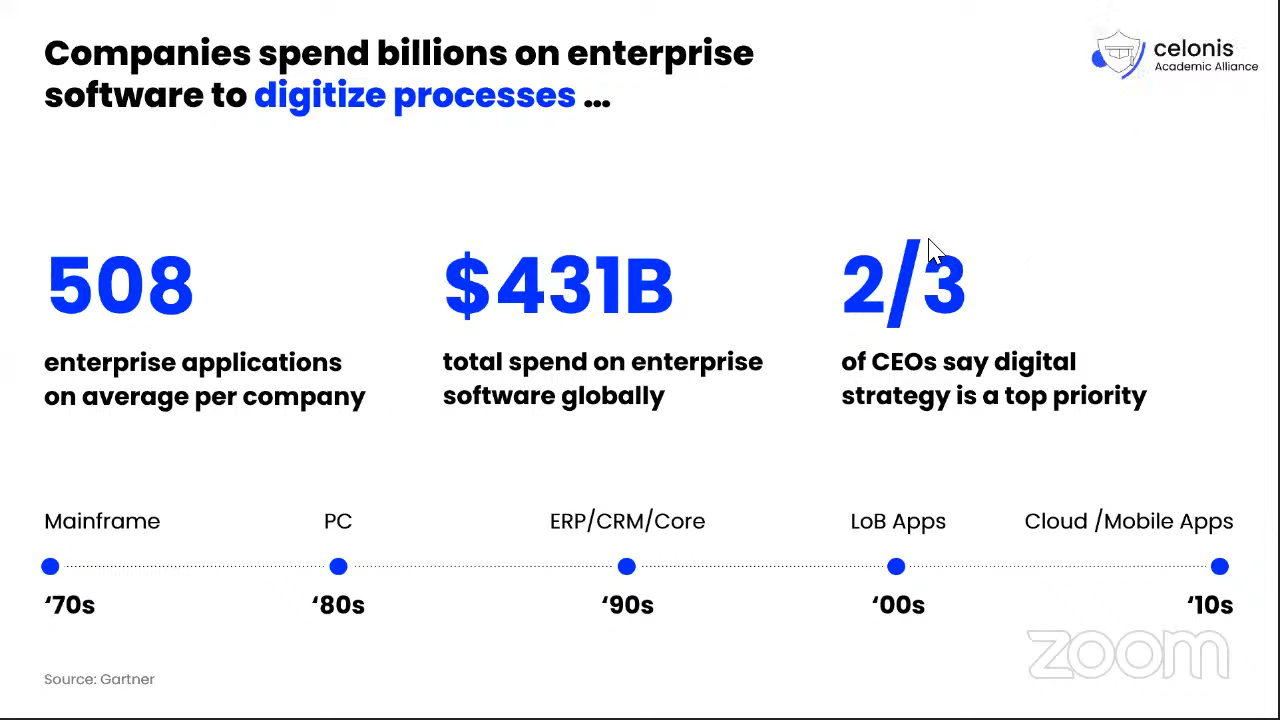 Companies spend billions on enterprise
software to digitize processes ...
celonis
Academic Alliance
508
enterprise applications
on average per company
$431B
total spend on enterprise
software globally
2/3
of CEOs say digital
strategy is a top priority
Mainframe
PC
ERP/CRM/Core
LoB Apps
Cloud /Mobile Apps
‘70s
‘80s
‘90s
‘00s
‘10s
zoom
Source: Gartner